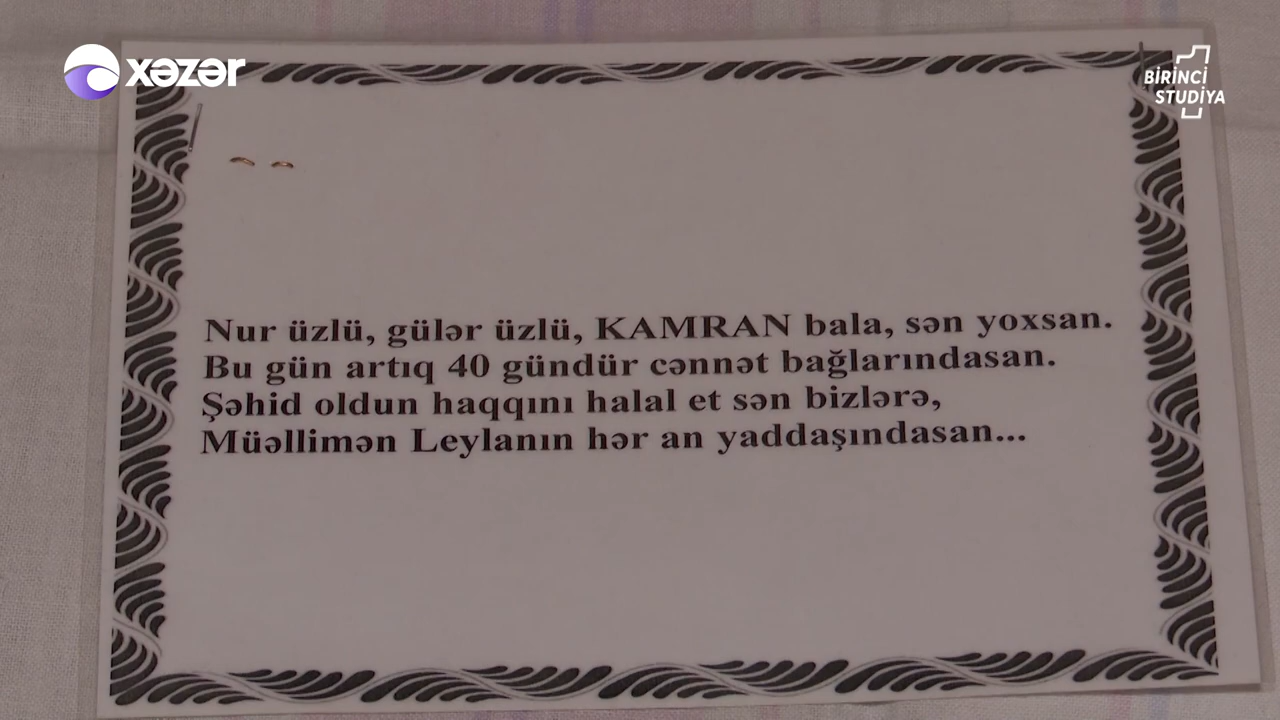 xəzər
BİRİNCİ
STUDİYA
Nur üzlü, gülər üzlü, KAMRAN bala, sən yoxsan.
Bu gün artıq 40 gündür cənnət bağlarındasan.
Şəhid oldun haqqını halal et sən bizlərə,
Müəllimən Leylanın hər an yaddaşındasan...